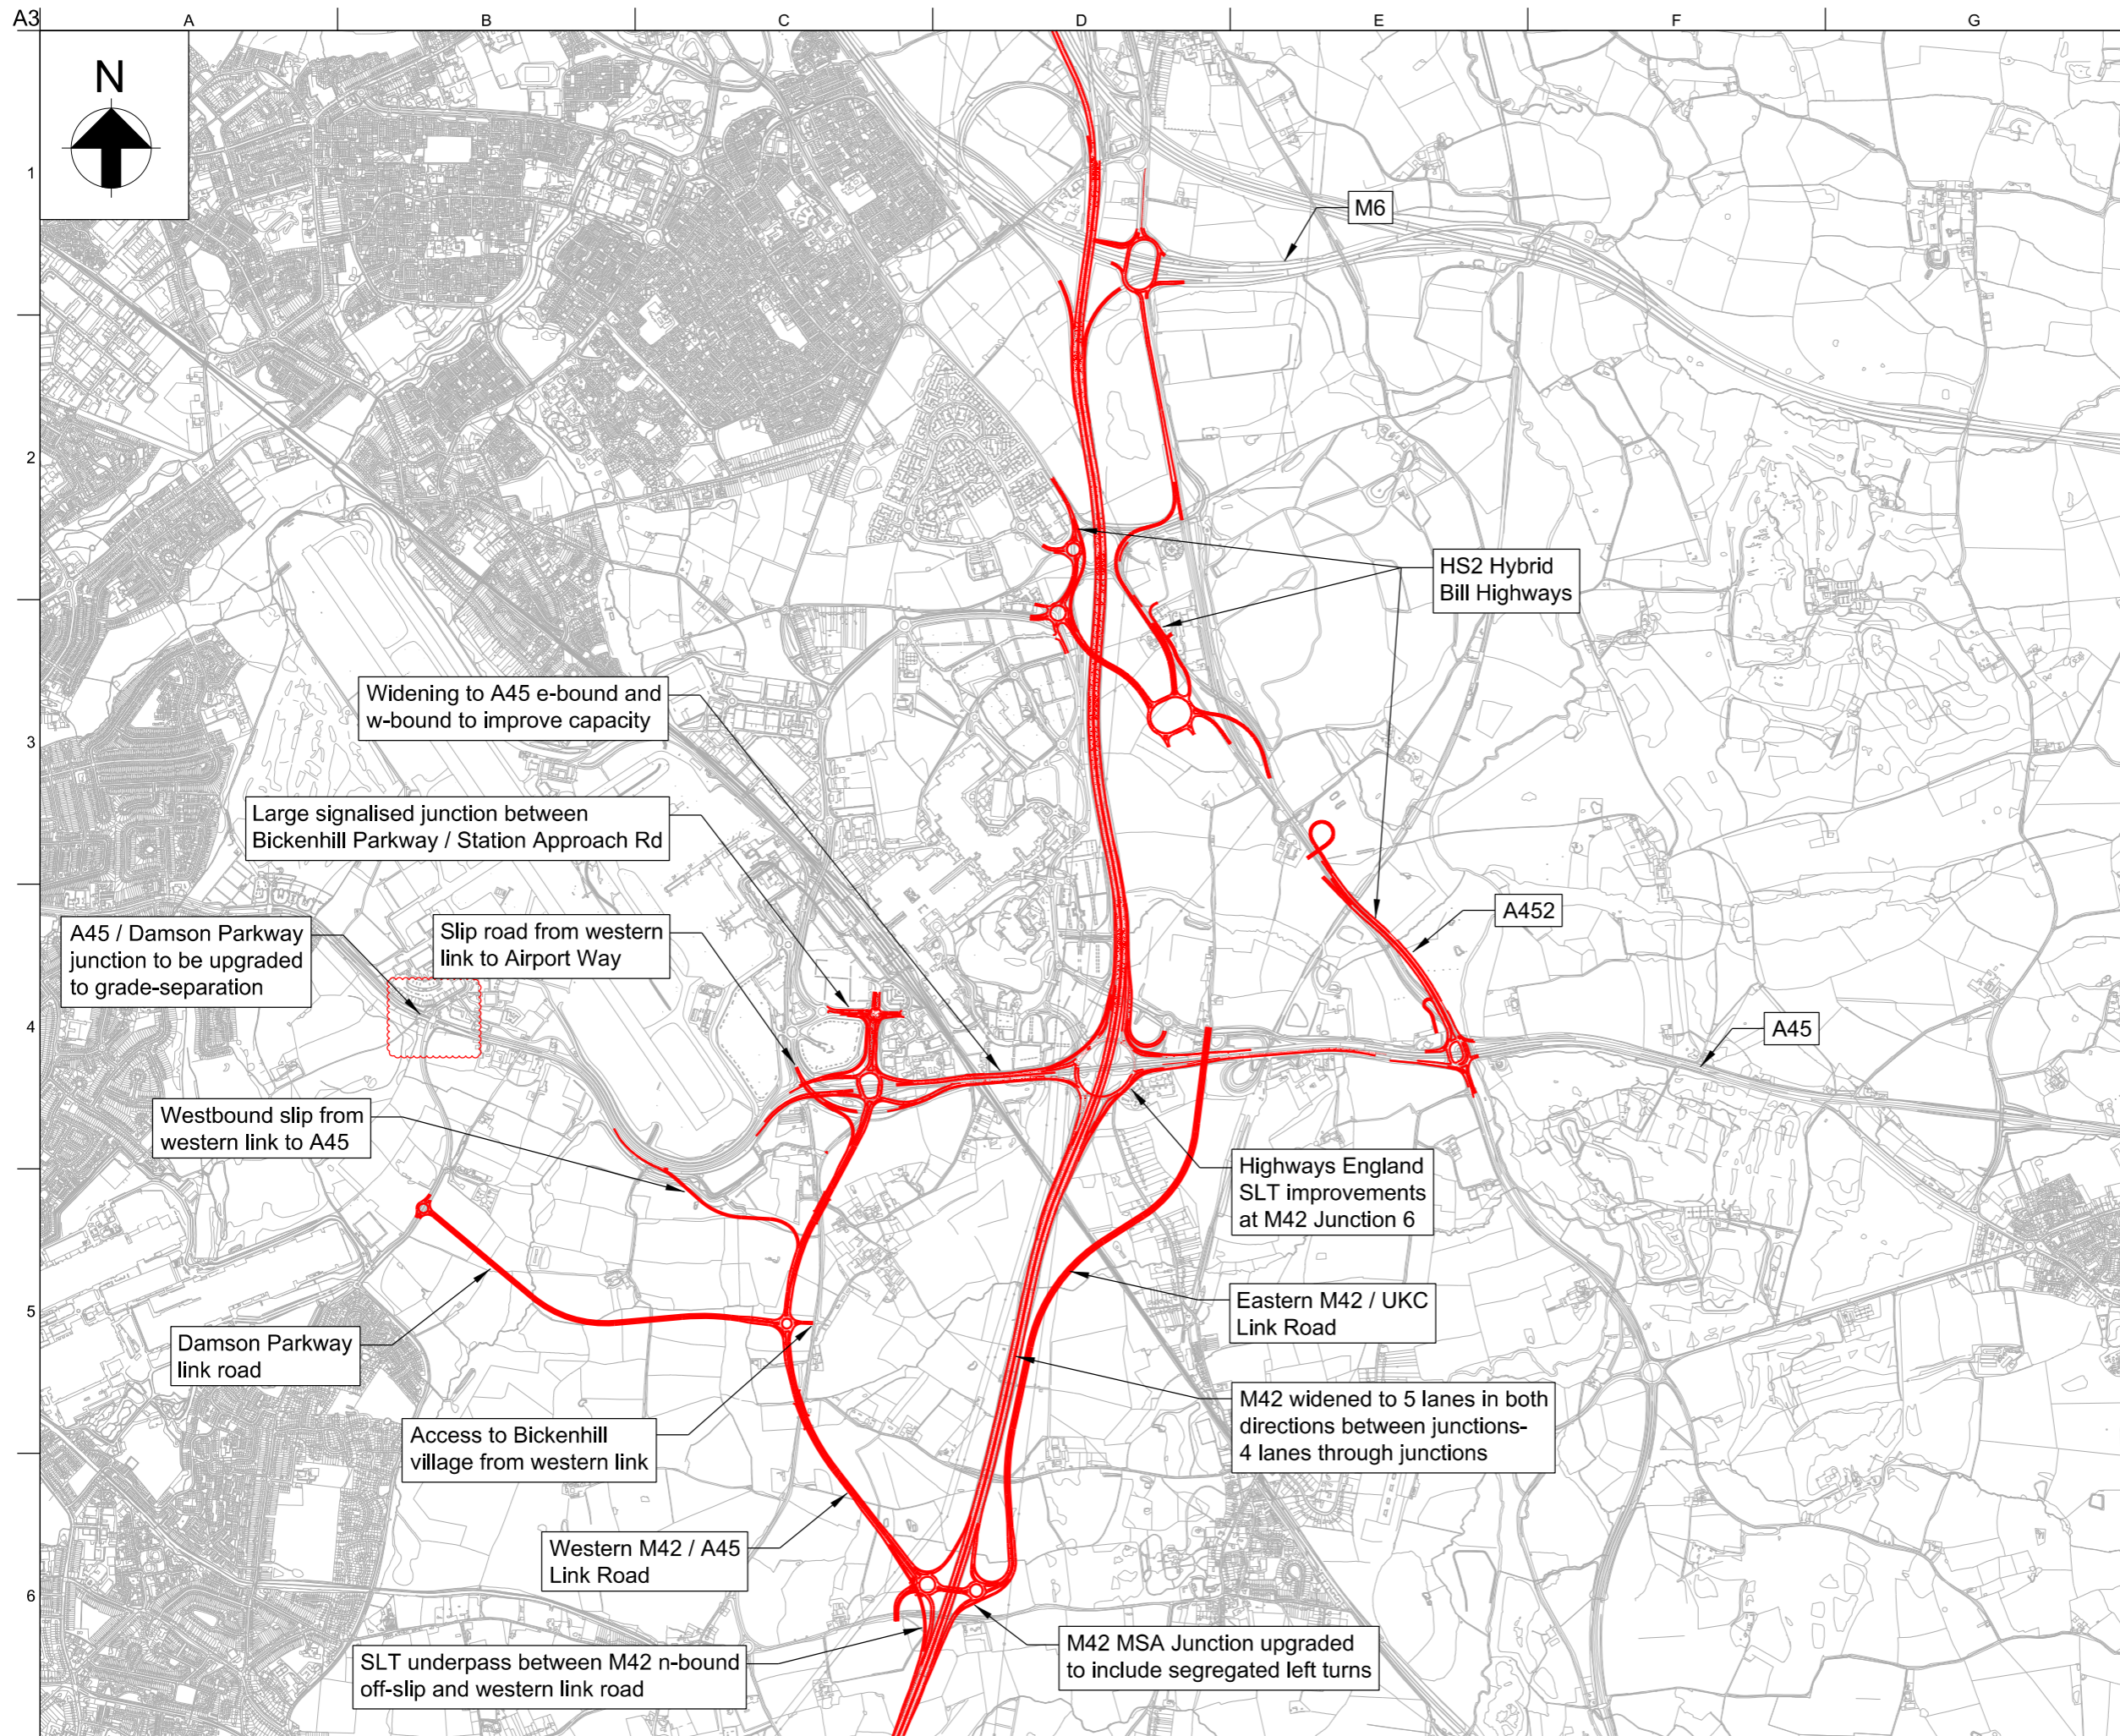 A3
A
B
C
D
E
F
G
N
1
M6
2
HS2 Hybrid
Bill Highways
Widening to A45 e-bound and
w-bound to improve capacity
3
Large signalised junction between
Bickenhill Parkway / Station Approach Rd
A452
A45 / Damson Parkway
junction to be upgraded
to grade-separation
Slip road from western
link to Airport Way
4
A45
Westbound slip from
western link to A45
Highways England
SLT improvements
at M42 Junction 6
5
Eastern M42 / UKC
Link Road
Damson Parkway
link road
M42 widened to 5 lanes in both
directions between junctions-
4 lanes through junctions
Access to Bickenhill
village from western link
Western M42 / A45
Link Road
6
M42 MSA Junction upgraded
to include segregated left turns
SLT underpass between M42 n-bound
off-slip and western link road